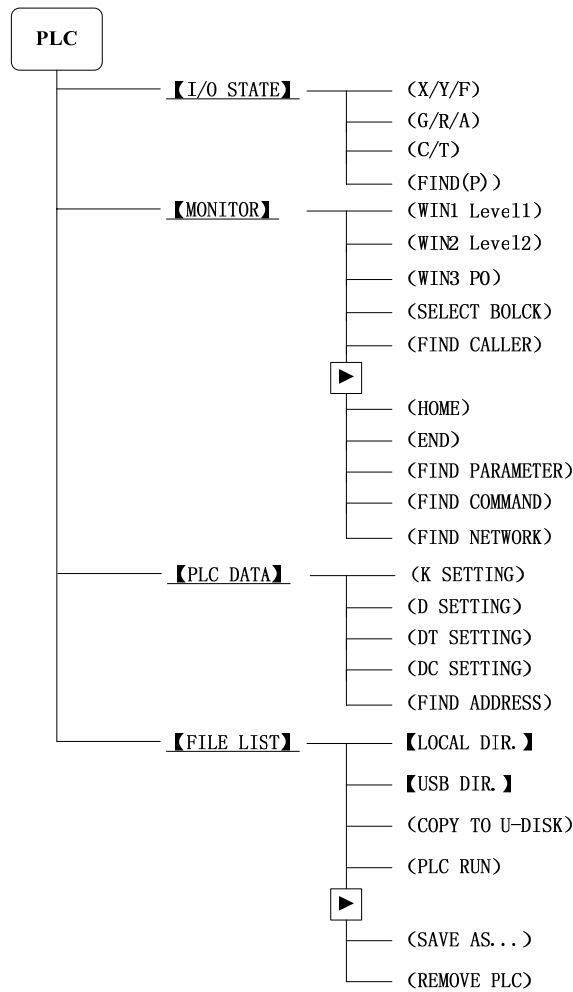 PLC
【I/O STATE】
(X/Y/F)
(G/R/A)
(C/T)
(FIND(P))
【MONITOR】
(WIN1 Level1)
(WIN2 Level2)
(WIN3 PO)
(SELECT BOLCK)
(FIND CALLER)
(HOME)
(END)
(FIND PARAMETER)
(FIND COMMAND)
(FIND NETWORK)
【PLC DATA】
(K SETTING)
(D SETTING)
(DT SETTING)
(DC SETTING)
(FIND ADDRESS)
【FILE LIST】
【LOCAL DIR.】
【USB DIR.】
(COPY TO U-DISK)
(PLC RUN)
(SAVE AS...)
(REMOVE PLC)